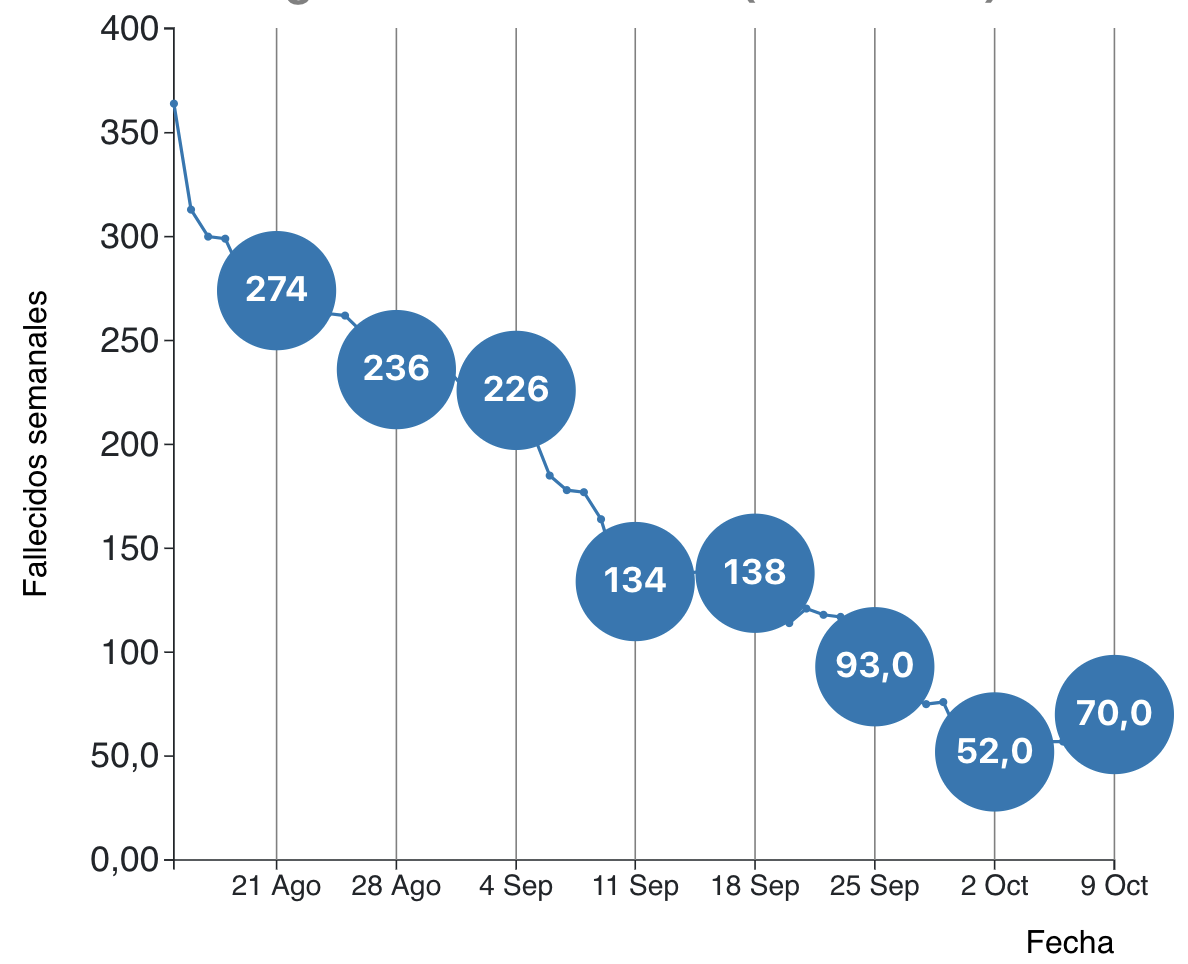 400
350
300
250
200
150
100
50,0
0,00
Fallecidos semanales
274
236
226
134
138
93,0
52,0
70,0
21 Ago
28 Ago
4 Sep
11 Sep
18 Sep
25 Sep
2 Oct
9 Oct
Fecha